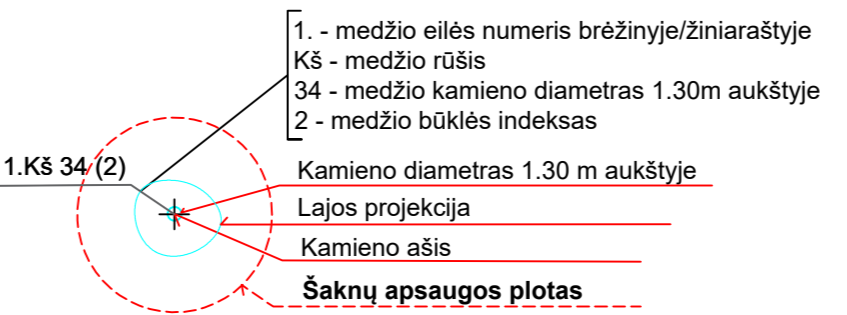 1. - medžio eilės numeris brėžinyje/žiniaraštyje
Kš - medžio rūšis
34 - medžio kamieno diametras 1.30m aukštyje
2 - medžio būklės indeksas
1.Kš 34 (2)
Kamieno diametras 1.30 m aukštyje
Lajos projekcija
Kamieno ašis
Šaknų apsaugos plotas